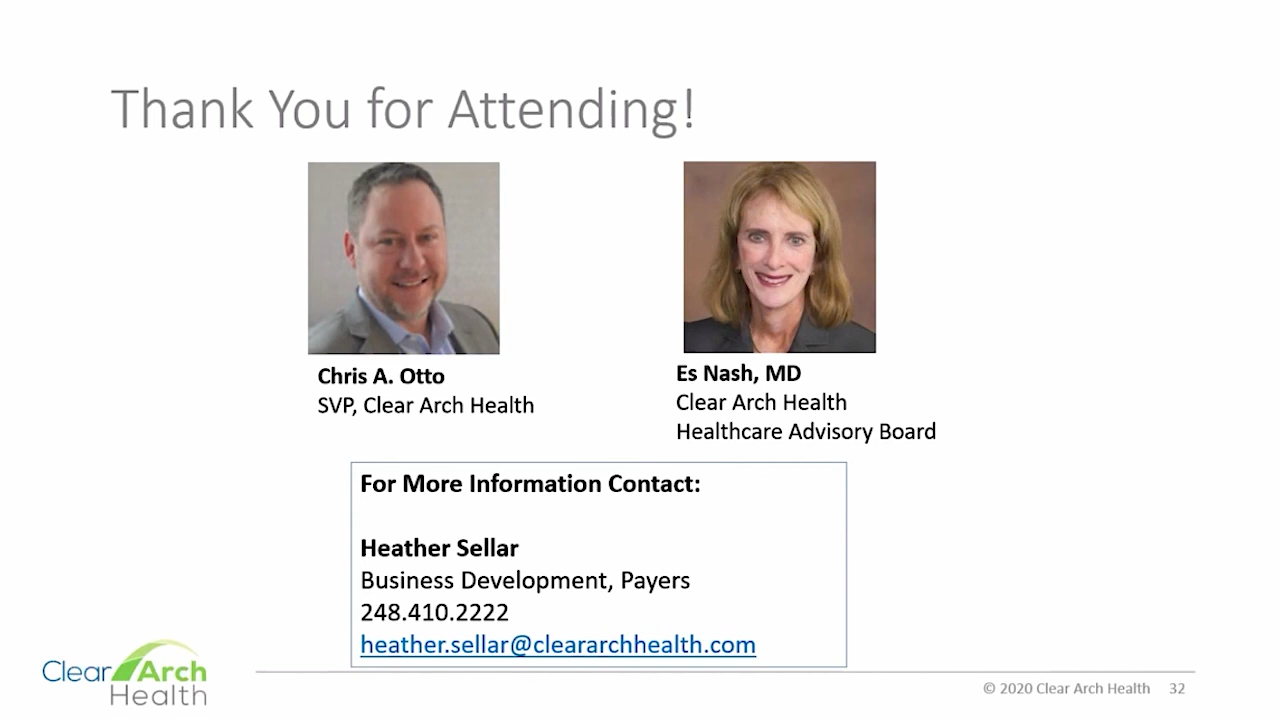 Thank You for Attending!
Chris A. Otto
SVP, Clear Arch Health
Es Nash, MD
Clear Arch Health
Healthcare Advisory Board
For More Information Contact:
Heather Sellar
Business Development, Payers
248.410.2222
heather.sellar@cleararchhealth.com
Clear Arch
Health
© 2020 Clear Arch Health 32